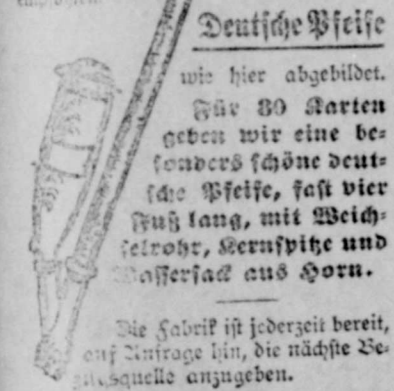 Deutsche Pfeife
wie hier abgebildet.
Für 80 Karten
geben wir eine be-
sonders schöne deut-
sche Pfeife, fast vier
Fuß lang, mit Weich-
selrohr, Kernspitze und
Wassersack aus Horn.
Die Fabrik ist jederzeit bereit,
auf Anfrage hin, die nächste Be-
zugsquelle anzugeben.